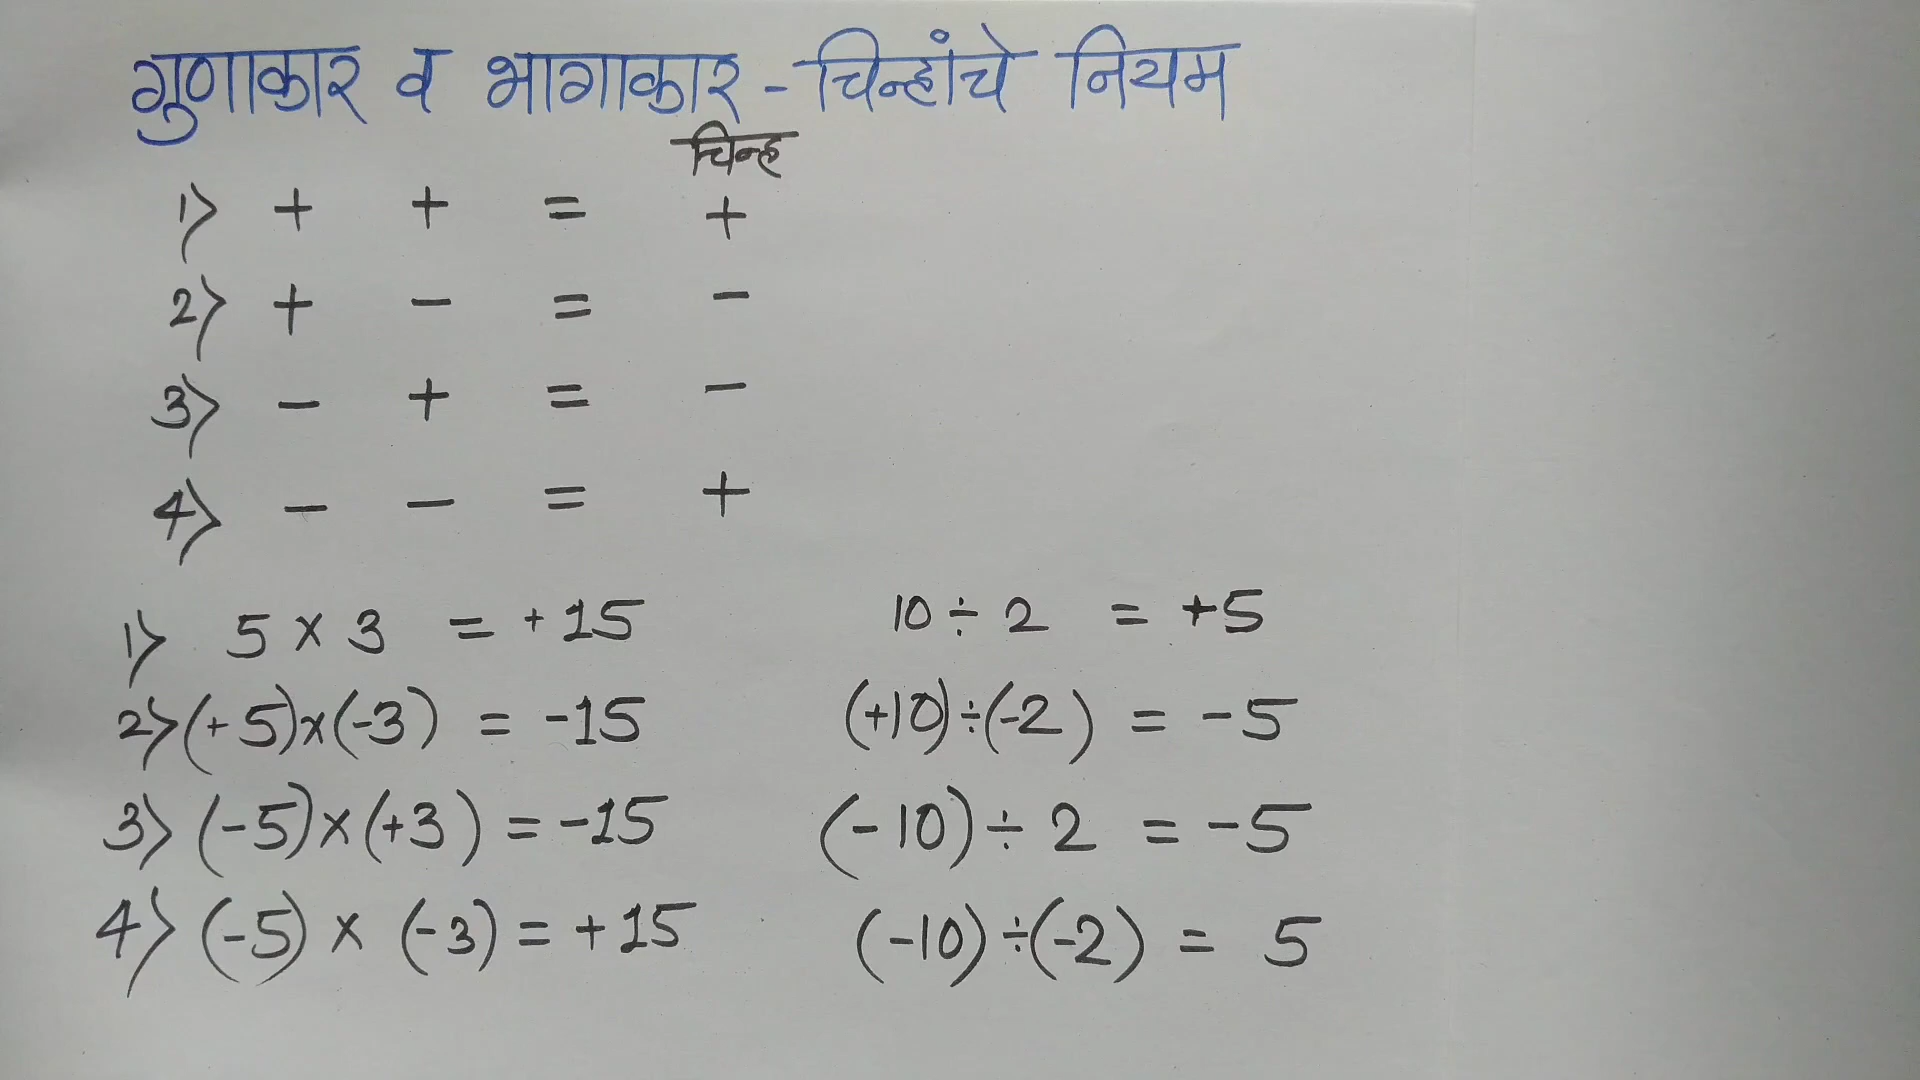 गुणाकार व भागाकार - चिन्हांचे नियम
चिन्ह
1) + + = +
2) + - = -
3) - + = -
4) - - = +
1) 5 × 3 = +15 10 ÷ 2 = +5
2) (+5)×(-3) = -15 (+10)÷(-2) = -5
3) (-5)×(+3) = -15 (-10) ÷ 2 = -5
4) (-5) × (-3) = +15 (-10)÷(-2) = 5